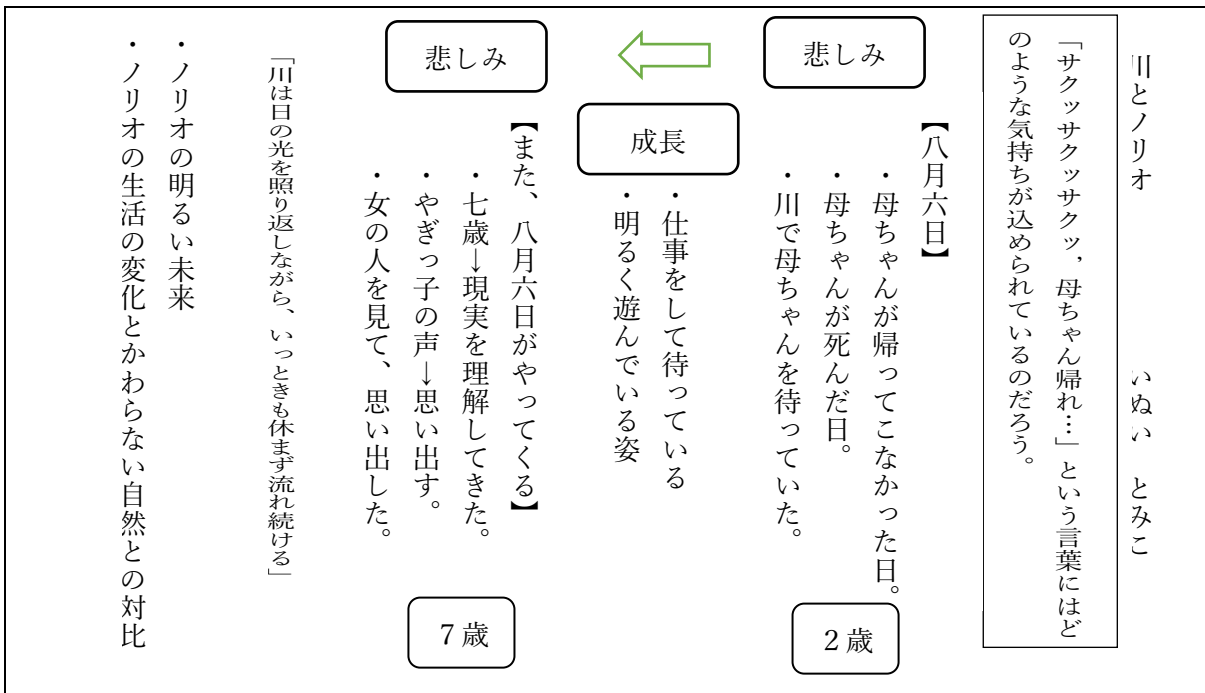 川とノリオ　いぬい　とみこ
「サクッサクッサクッ，母ちゃん帰れ…」という言葉にはど
のような気持ちが込められているのだろう。
悲しみ
【八月六日】
・母ちゃんが帰ってこなかった日。
・母ちゃんが死んだ日。
・川で母ちゃんを待っていた。
2歳
成長
・仕事をして待っている
・明るく遊んでいる姿
悲しみ
【また、八月六日がやってくる】
・七歳→現実を理解してきた。
・やぎっ子の声→思い出す。
・女の人を見て、思い出した。
7歳
「川は日の光を照り返しながら、いっときも休まず流れ続ける」
・ノリオの明るい未来
・ノリオの生活の変化とかわらない自然との対比